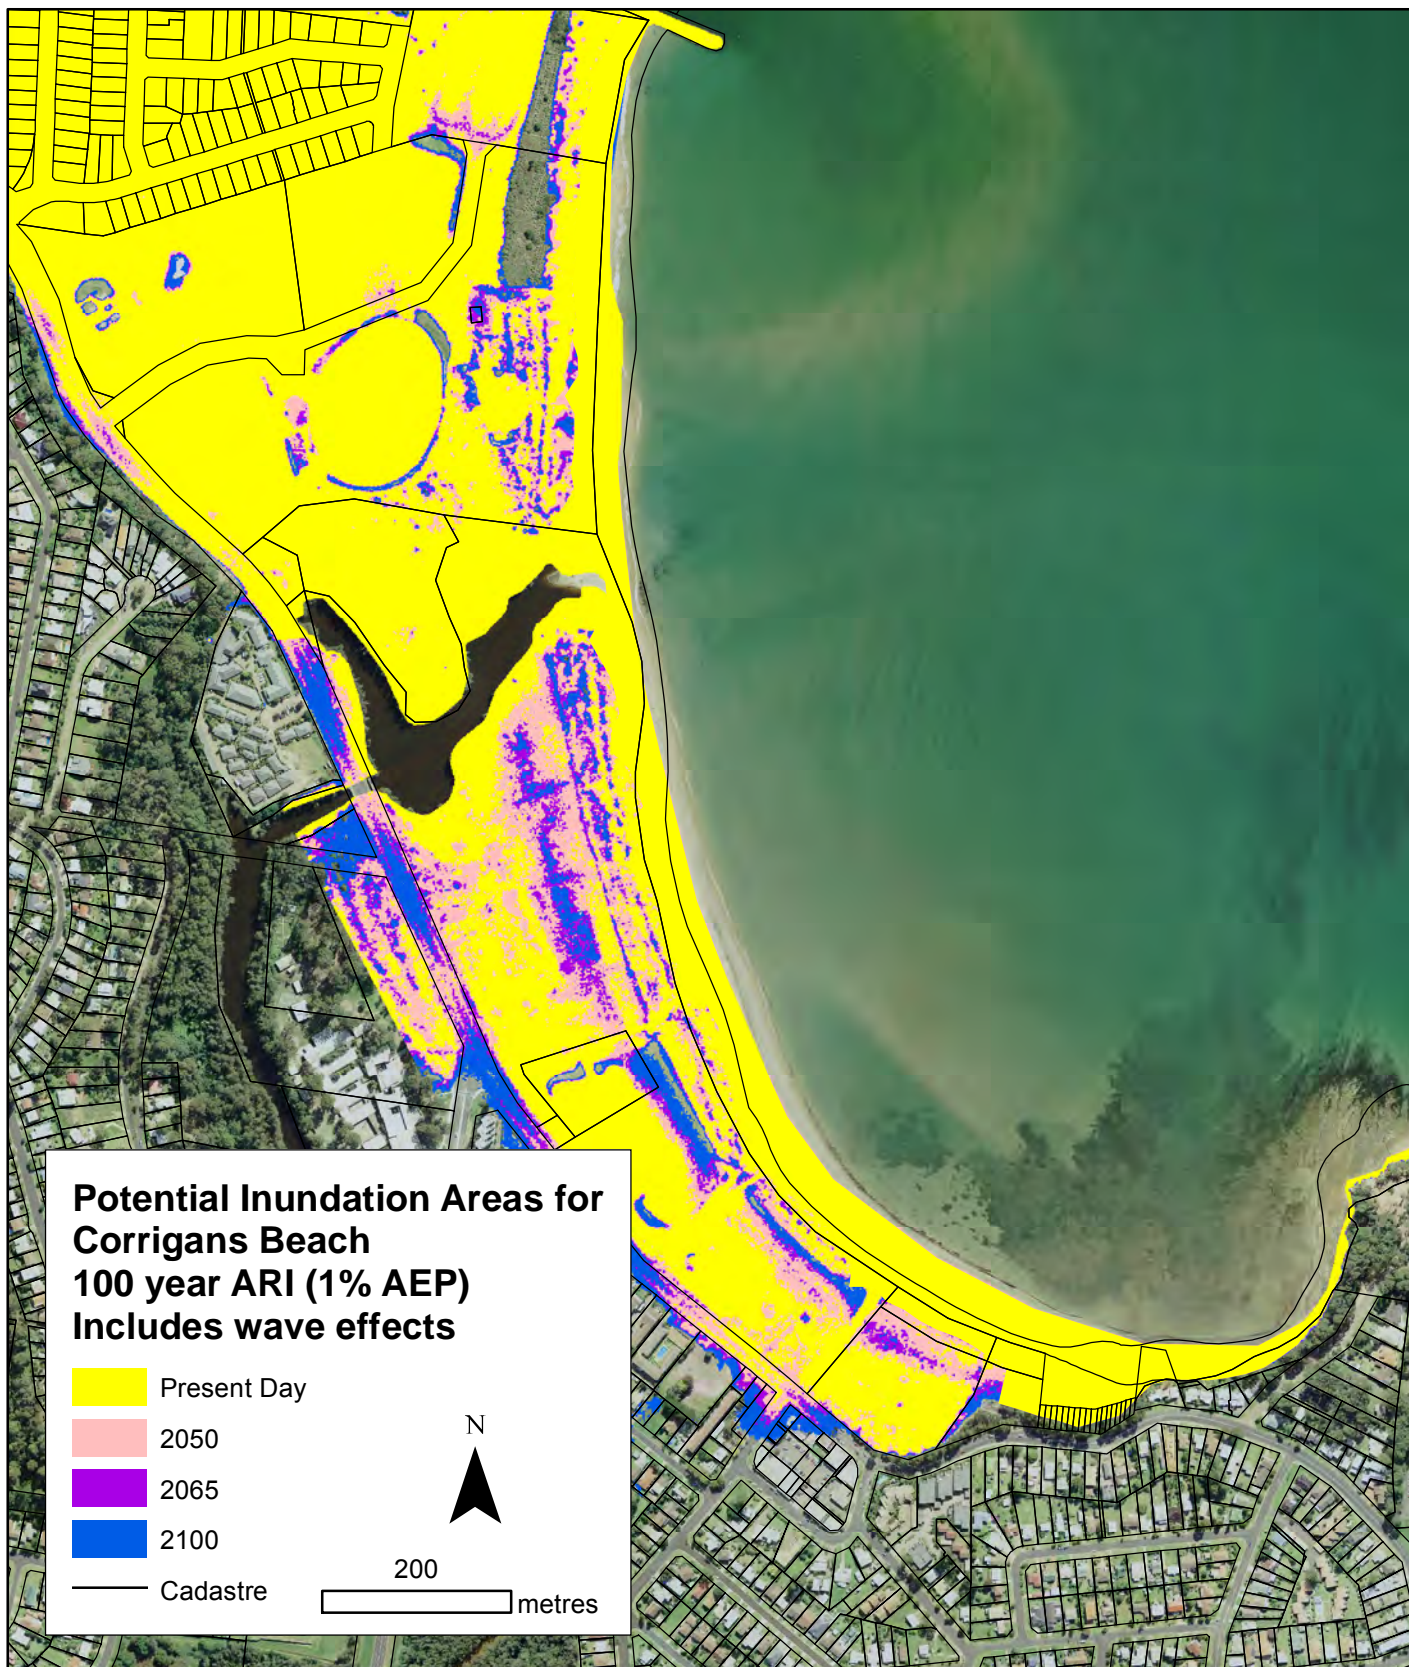 Potential Inundation Areas for
Corrigans Beach
100 year ARI (1% AEP)
Includes wave effects
Present Day
2050
2065
2100
Cadastre
N
200
metres